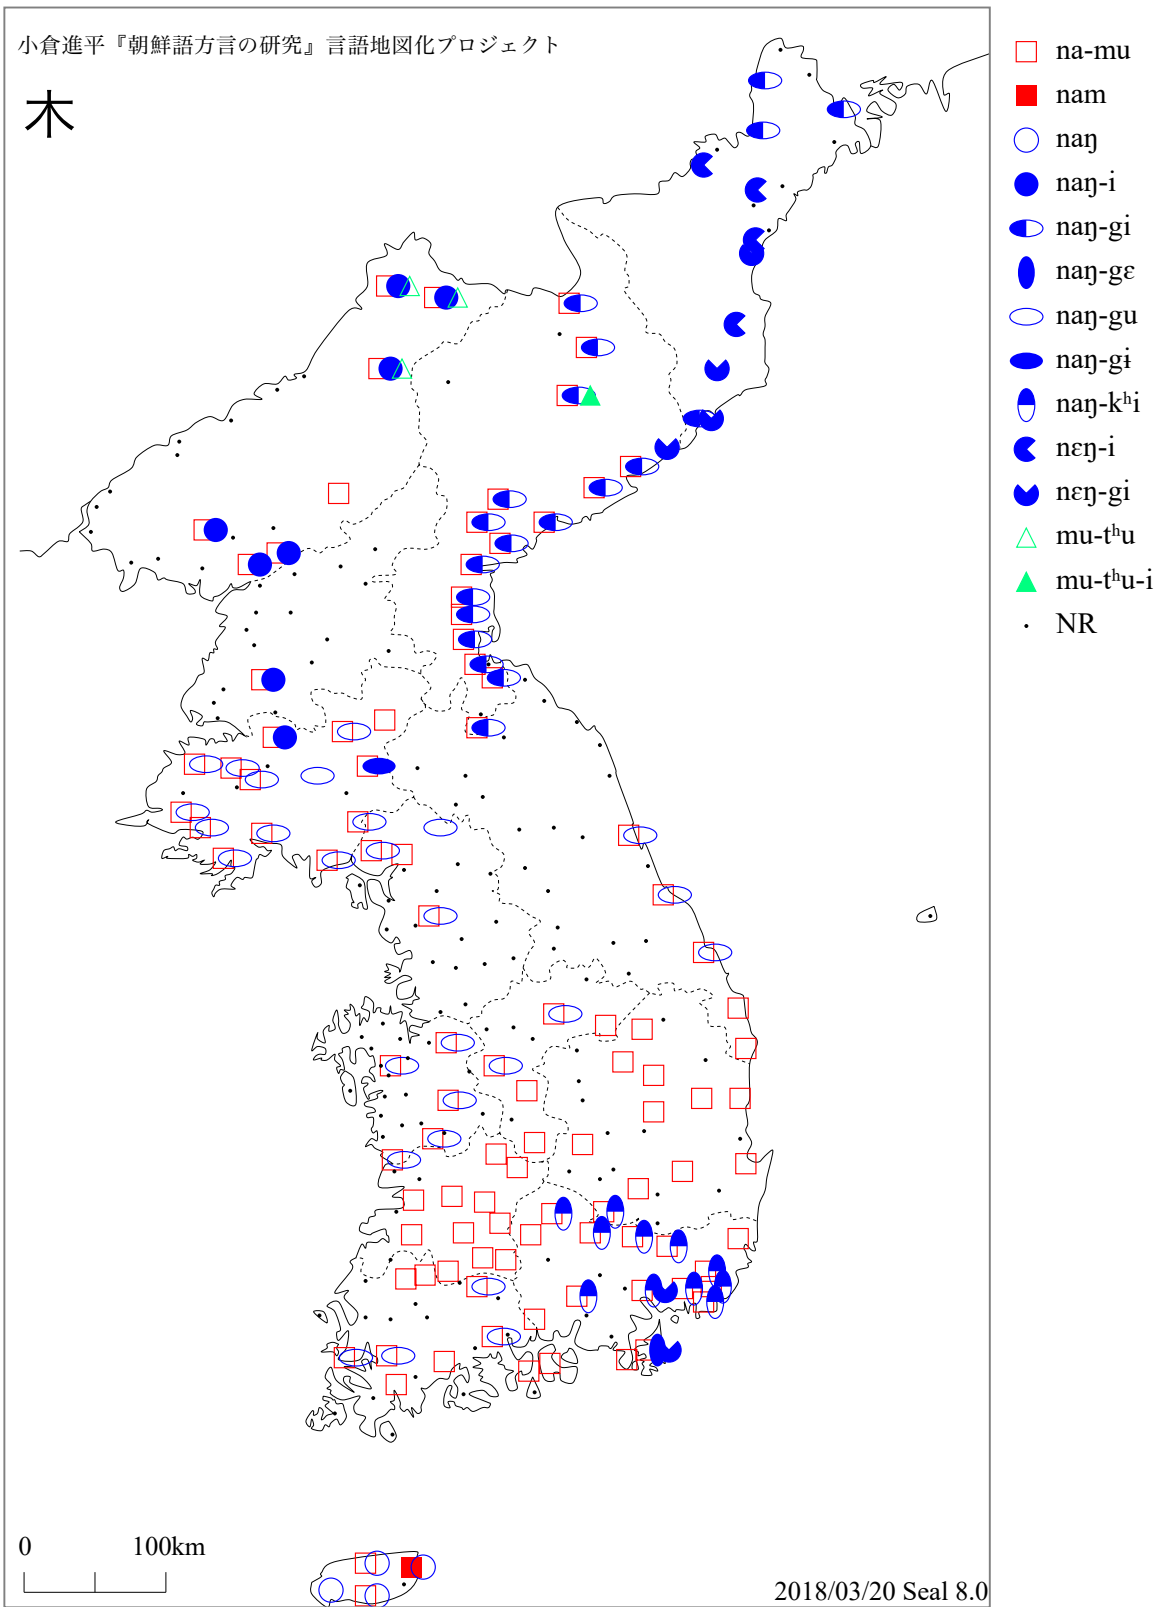 小倉進平『朝鮮語方言の研究』言語地図化プロジェクト
木
na-mu
nam
naŋ
naŋ-i
naŋ-gi
naŋ-gɛ
naŋ-gu
naŋ-gɨ
naŋ-kʰi
nɛŋ-i
nɛŋ-gi
mu-tʰu
mu-tʰu-i
NR
0 100km
2018/03/20 Seal 8.0